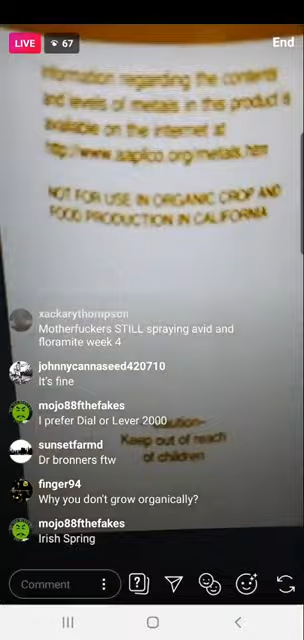 LIVE
67
End
information regarding the contents
and levels of metals in this product is
available on the internet at
http://www.aapfco.org/metals.htm
NOT FOR USE IN ORGANIC CROP AND
FOOD PRODUCTION IN CALIFORNIA
xackarythompson
Motherfuckers STILL spraying avid and
floramite week 4
johnnycannaseed420710
It's fine
mojo88fthefakes
I prefer Dial or Lever 2000
Caution-
sunsetfarmd
Keep out of reach
Dr bronners ftw
of children
finger94
Why you don't grow organically?
mojo88fthefakes
Irish Spring
Comment